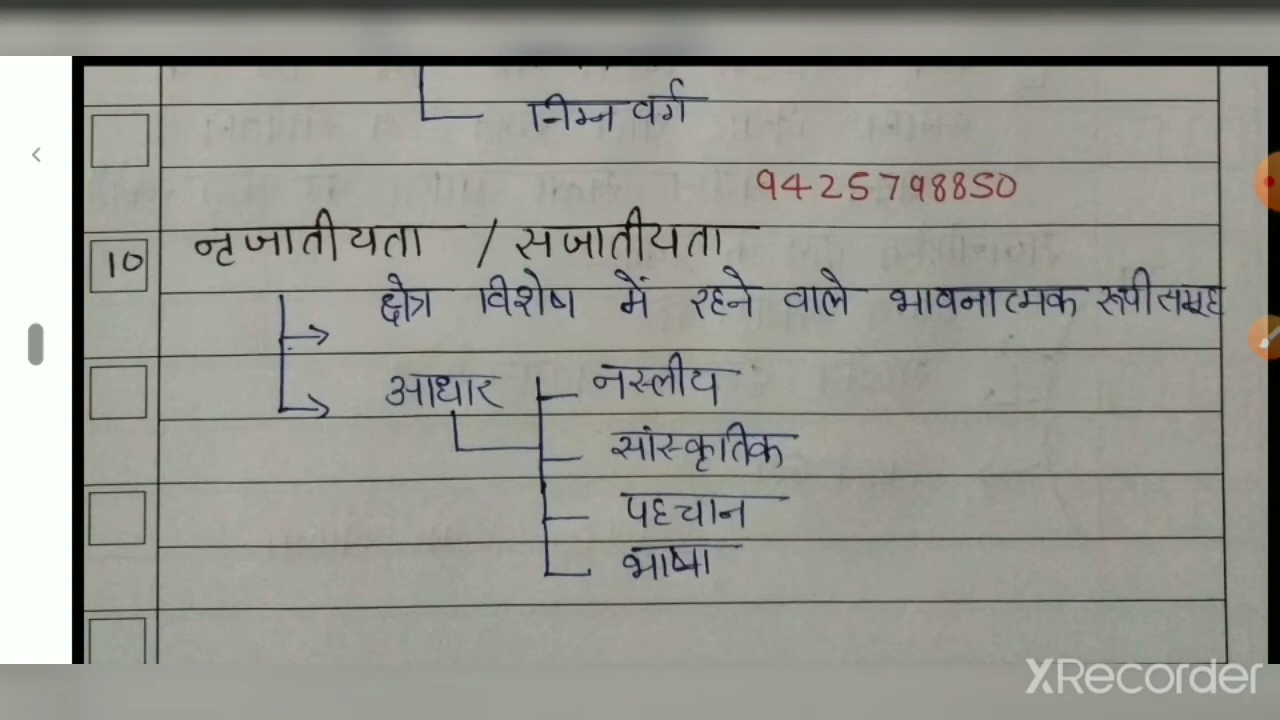 निम्न वर्ग
9425798850
10 नृजातीयता / सजातीयता
क्षेत्र विशेष में रहने वाले भावनात्मक रूपी समूह
आधार नस्लीय
सांस्कृतिक
पहचान
भाषा
XRecorder